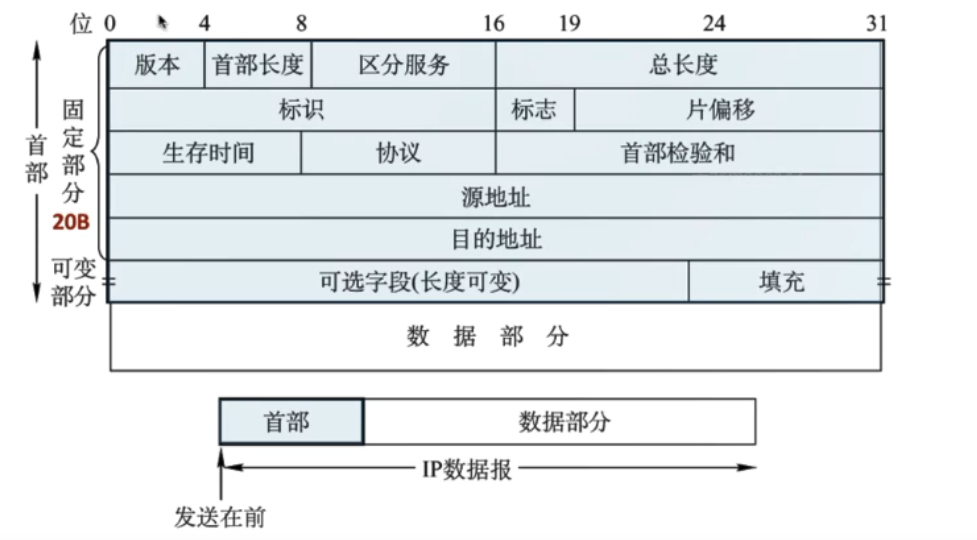 位 0 4 8 16 19 24 31
版本 首部长度 区分服务 总长度
标识 标志 片偏移
生存时间 协议 首部检验和
源地址
目的地址
可选字段(长度可变) 填充
首部
固定部分
20B
可变
部分
数据部分
首部 数据部分
IP数据报
发送在前